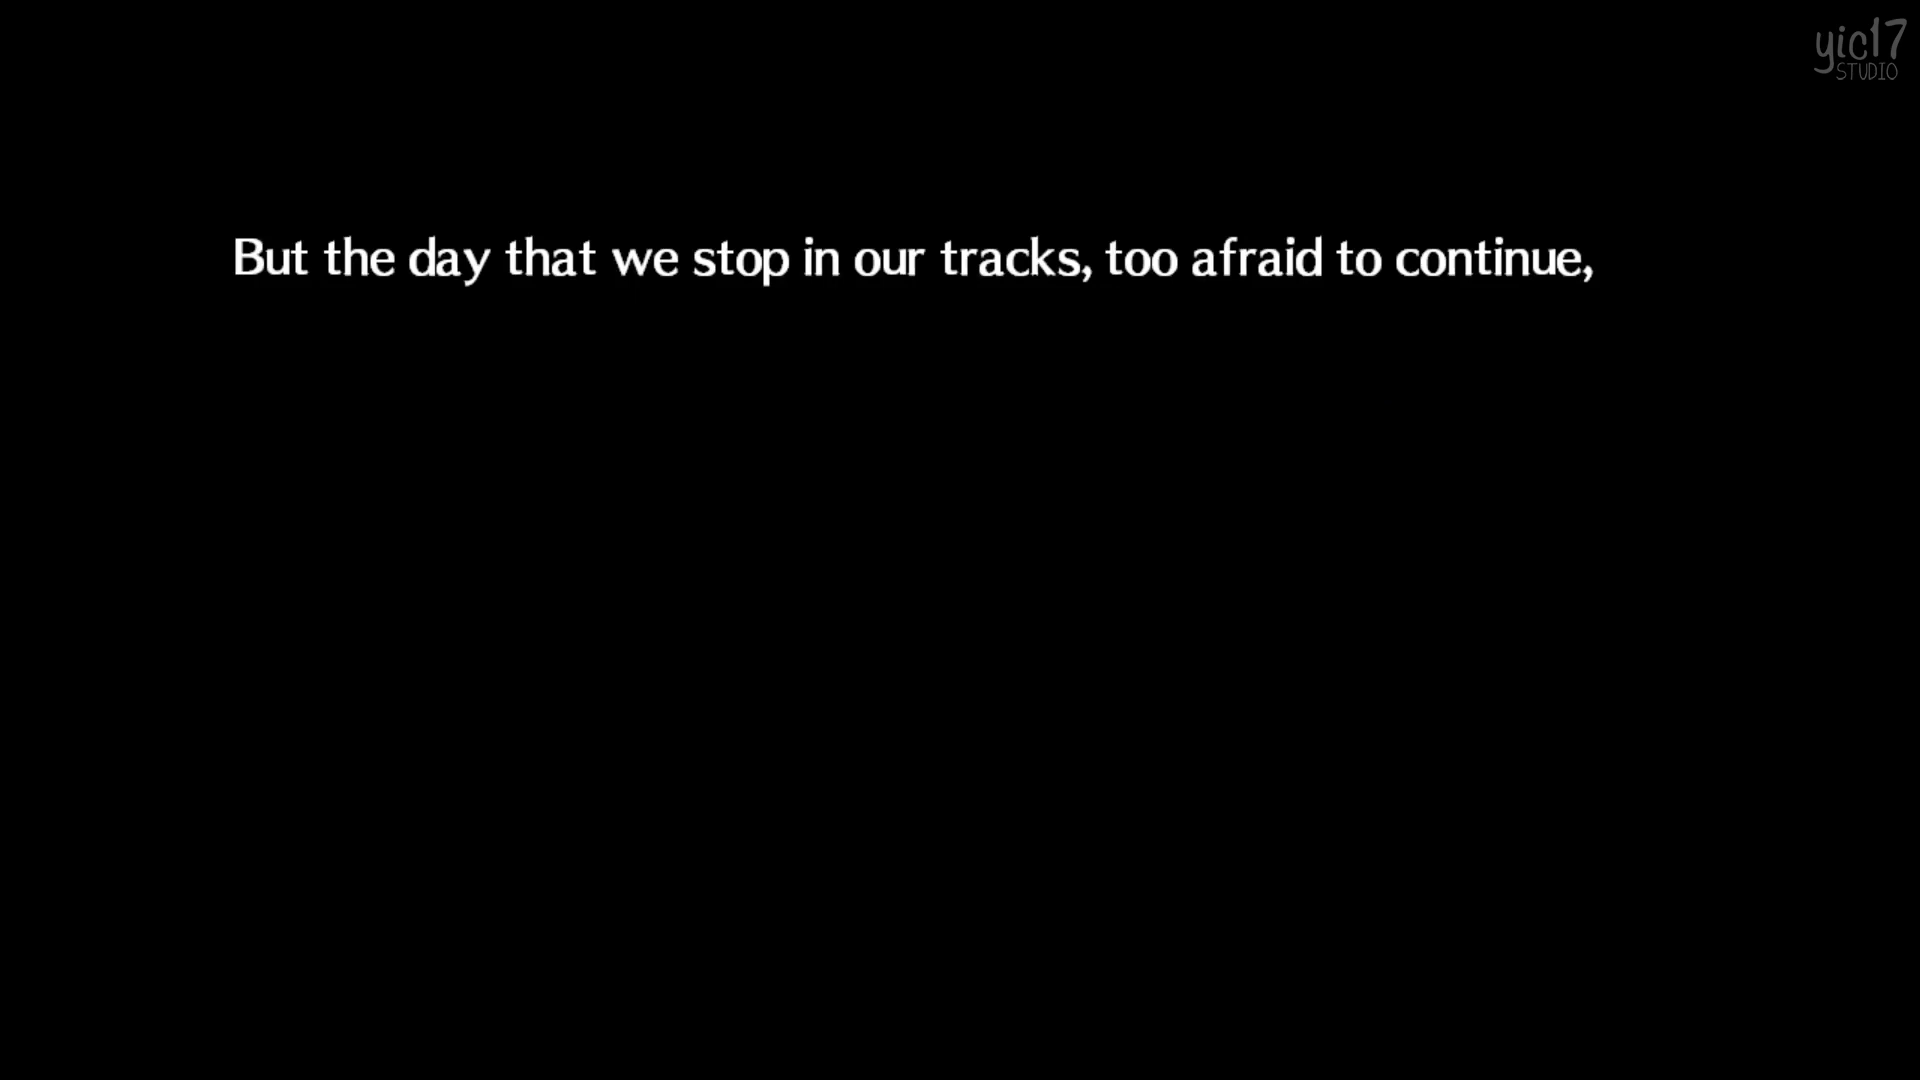 yic17
STUDIO
But the day that we stop in our tracks, too afraid to continue,